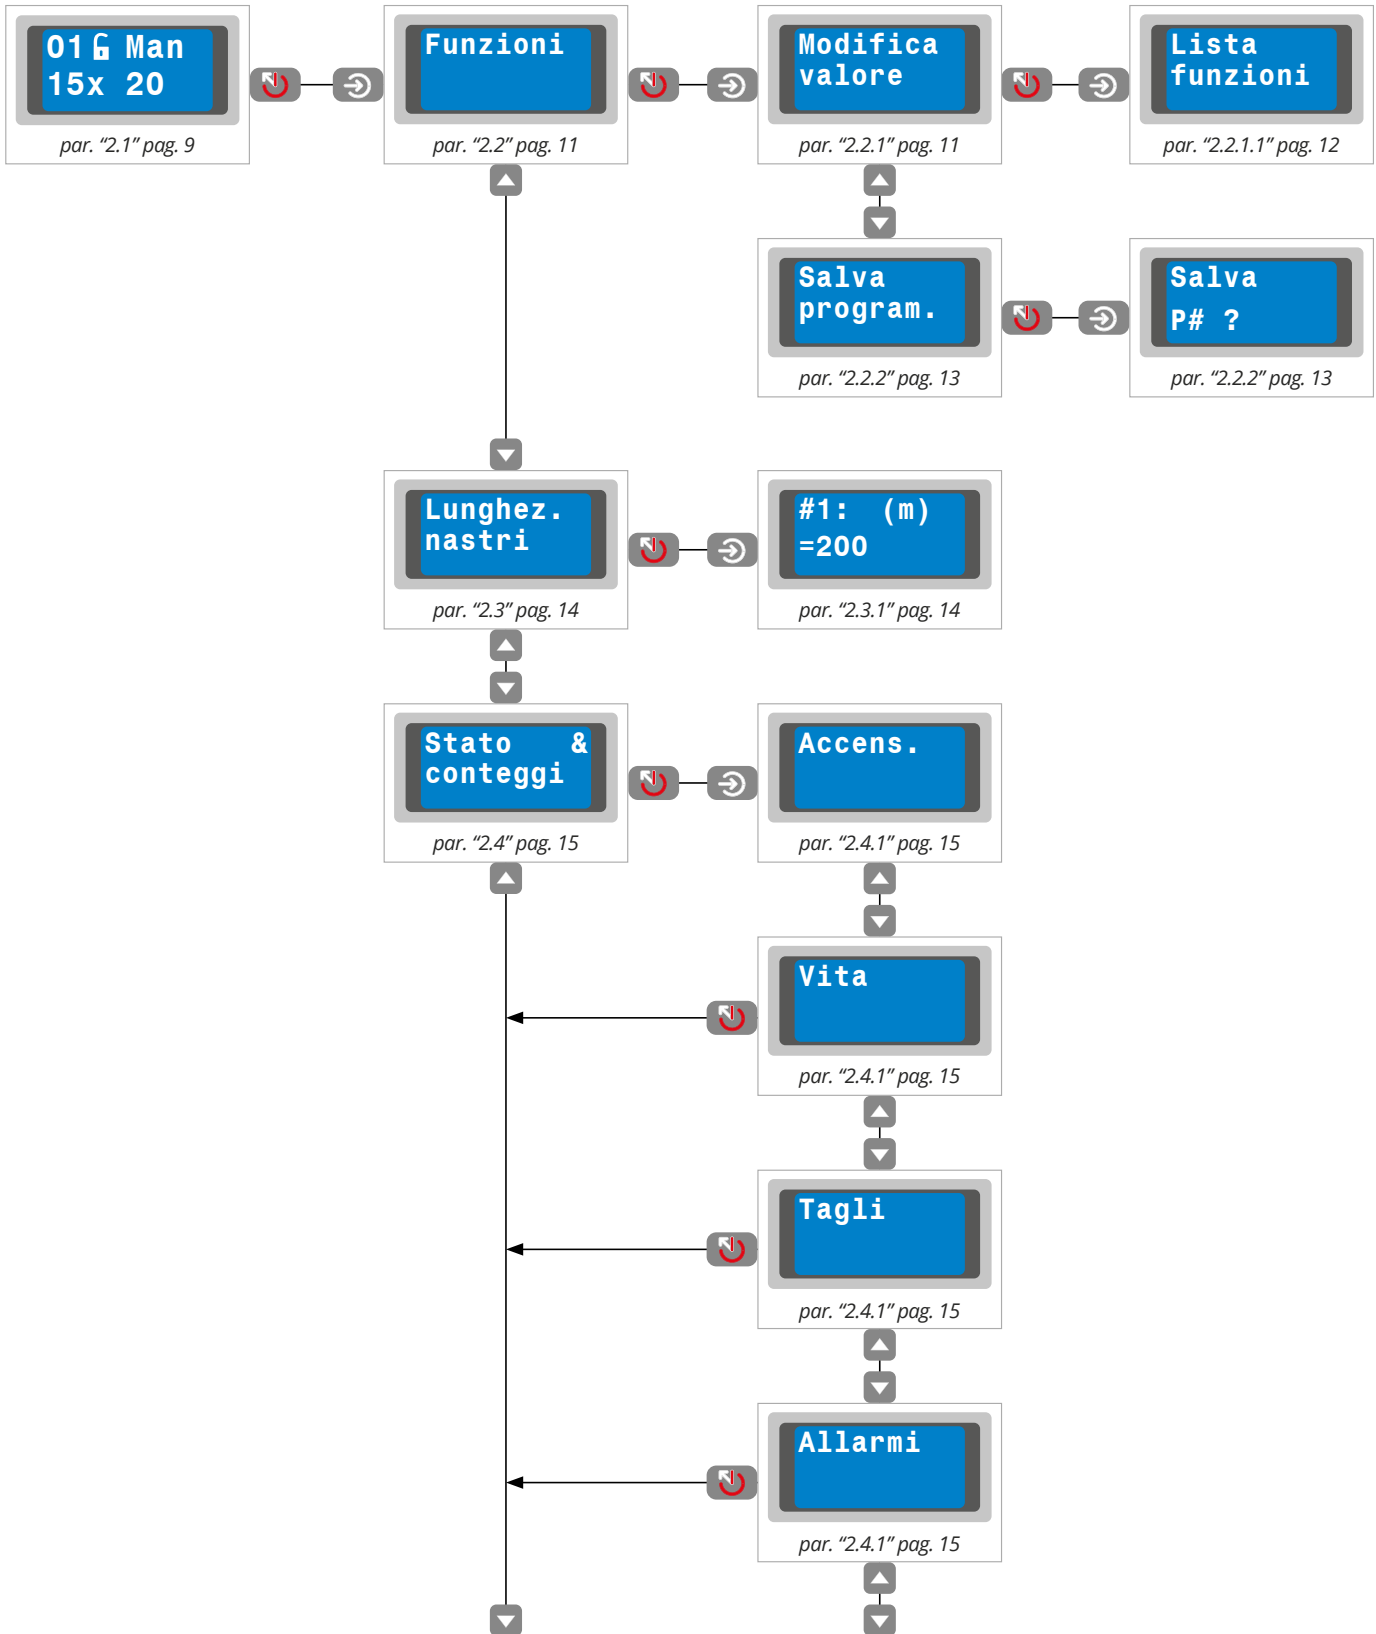 01 Man
15x 20
par. “2.1” pag. 9
Funzioni
par. “2.2” pag. 11
Modifica
valore
par. “2.2.1” pag. 11
Lista
funzioni
par. “2.2.1.1” pag. 12
Salva
program.
par. “2.2.2” pag. 13
Salva
P# ?
par. “2.2.2” pag. 13
Lunghez.
nastri
par. “2.3” pag. 14
#1: (m)
=200
par. “2.3.1” pag. 14
Stato &
conteggi
par. “2.4” pag. 15
Accens.
par. “2.4.1” pag. 15
Vita
par. “2.4.1” pag. 15
Tagli
par. “2.4.1” pag. 15
Allarmi
par. “2.4.1” pag. 15